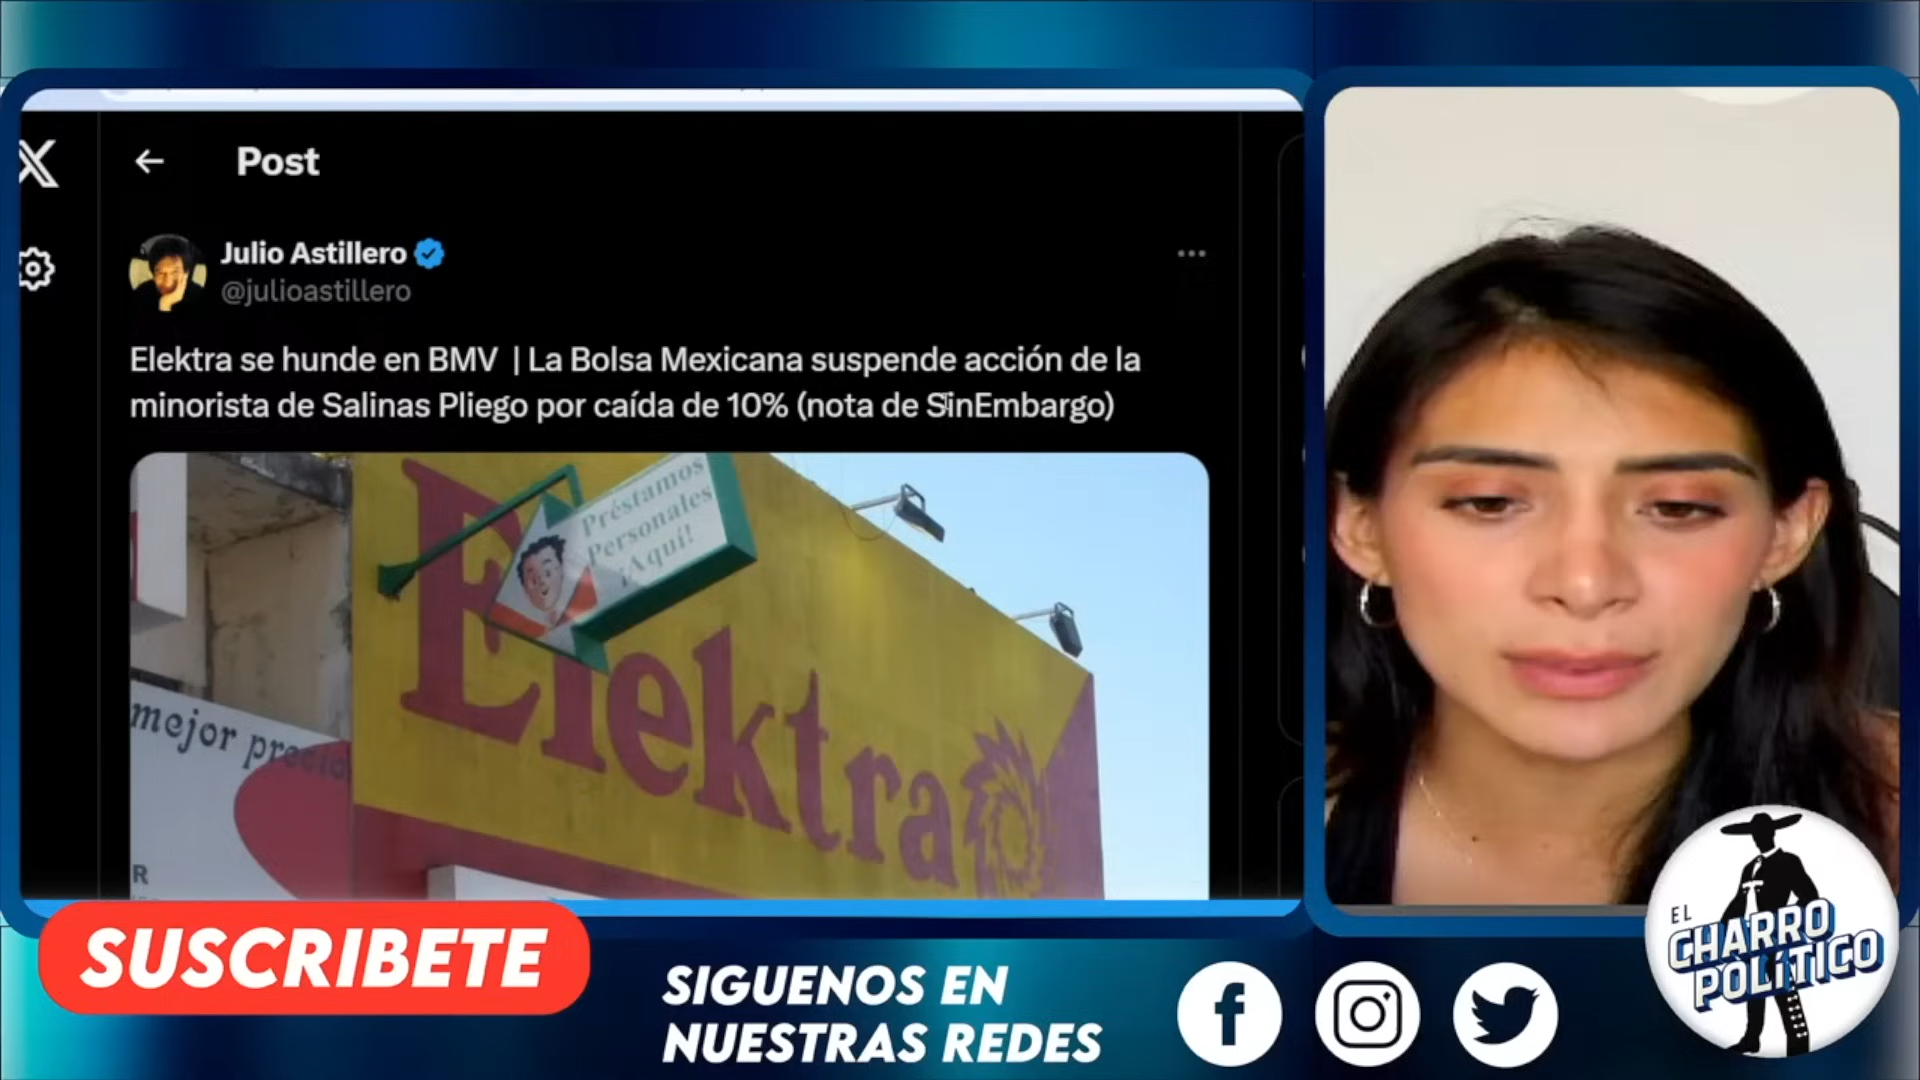 Post
Julio Astillero
@julioastillero
Elektra se hunde en BMV | La Bolsa Mexicana suspende acción de la
minorista de Salinas Pliego por caída de 10% (nota de SinEmbargo)
Préstamos
Personales
¡Aquí!
Elektra
mejor precio
R
SUSCRIBETE
SIGUENOS EN
NUESTRAS REDES
EL
CHARRO
POLÍTICO